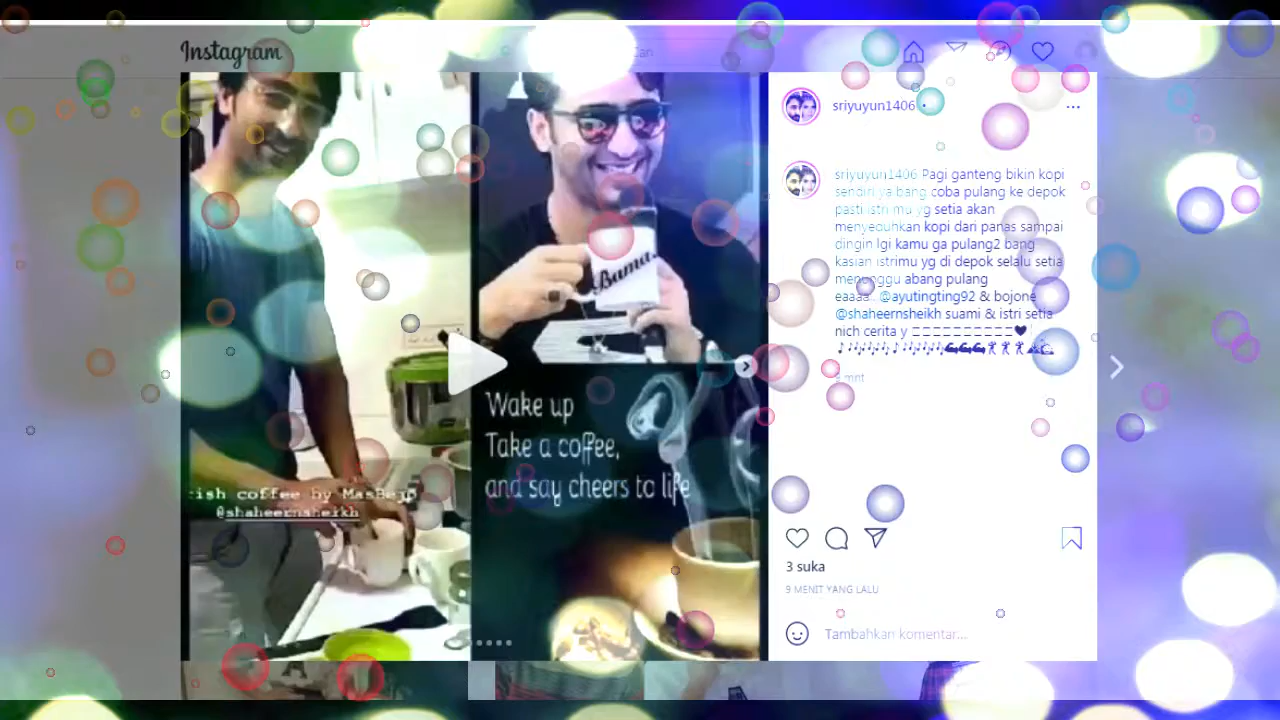 Instagram
sriyuyun1406 •
sriyuyun1406 Pagi ganteng bikin kopi
sendiri ya bang coba pulang ke depok
pasti istri mu yg setia akan
menyeduhkan kopi dari panas sampai
dingin lgi kamu ga pulang2 bang
kasian istrimu yg di depok selalu setia
menunggu abang pulang
eaaaa.. @ayutingting92 & bojone
@shaheernsheikh suami & istri setia
nich cerita y ==========
mnt
Bama
Wake up
Take a coffee,
and say cheers to life
ish coffee by MasBejo
@shaheernsheikh
3 suka
9 MENIT YANG LALU
Tambahkan komentar...